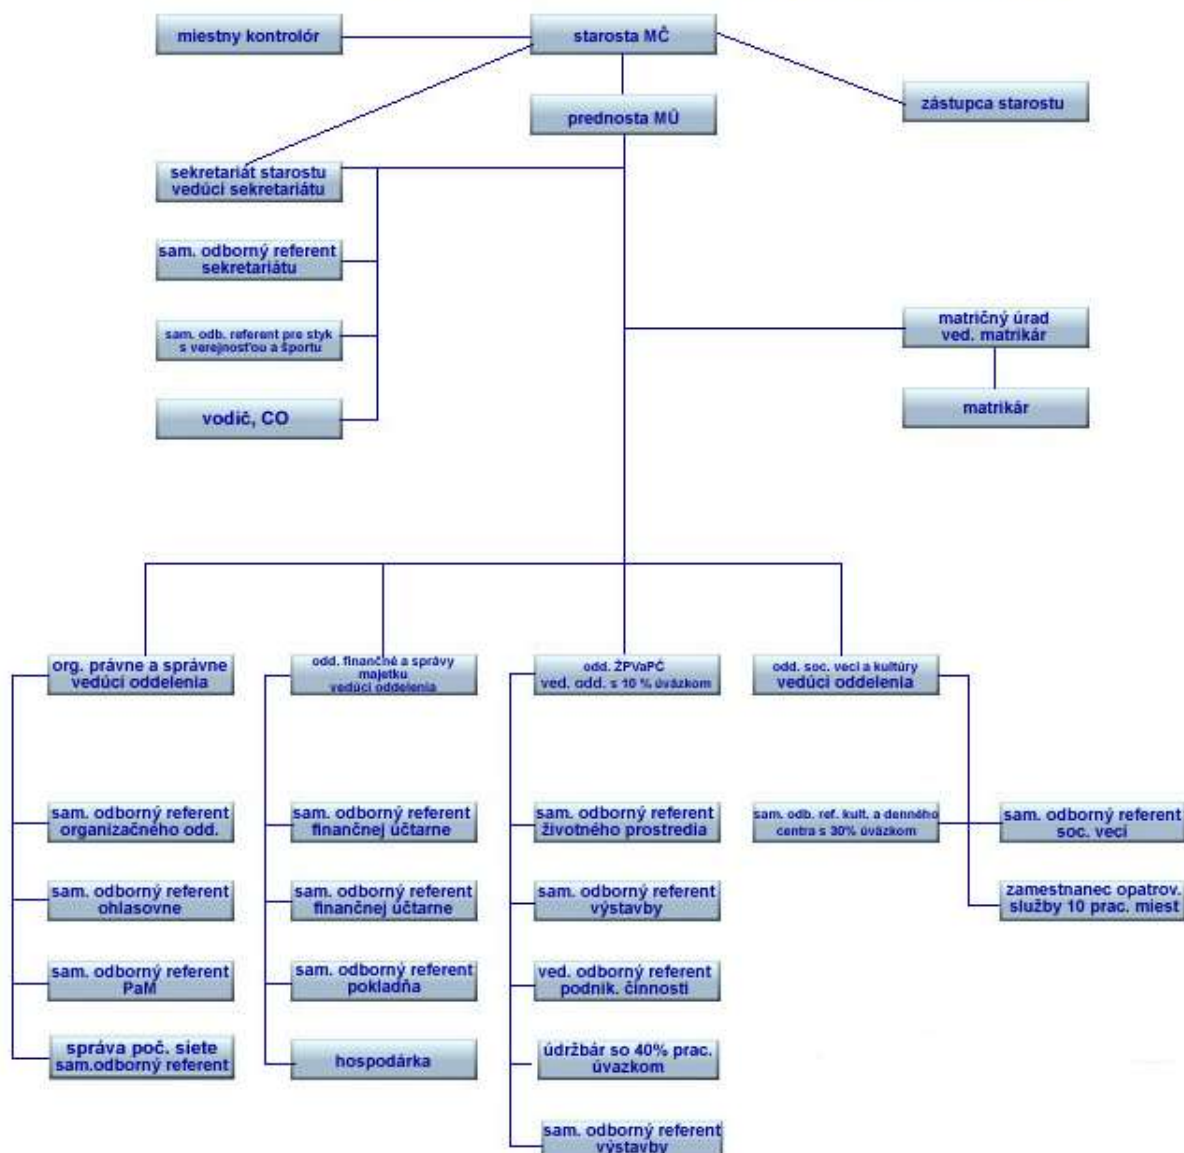 miestny kontrolór
starosta MČ
zástupca starostu
prednosta MÚ
sekretariát starostu
vedúci sekretariátu
sam. odborný referent
sekretariátu
sam. odb. referent pre styk
s verejnosťou a športu
vodič, CO
matričný úrad
ved. matrikár
matrikár
org. právne a správne
vedúci oddelenia
odd. finančné a správy
majetku
vedúci oddelenia
odd. ŽPVaPČ
ved. odd. s 10 % úväzkom
odd. soc. vecí a kultúry
vedúci oddelenia
sam. odborný referent
organizačného odd.
sam. odborný referent
finančnej účtarne
sam. odborný referent
životného prostredia
sam. odb. ref. kult. a denného
centra s 30% úväzkom
sam. odborný referent
soc. vecí
sam. odborný referent
ohlasovne
sam. odborný referent
finančnej účtarne
sam. odborný referent
výstavby
zamestnanec opatrov.
služby 10 prac. miest
sam. odborný referent
PaM
sam. odborný referent
pokladňa
ved. odborný referent
podnik. činnosti
správa poč. siete
sam.odborný referent
hospodárka
údržbár so 40% prac.
úvazkom
sam. odborný referent
výstavby